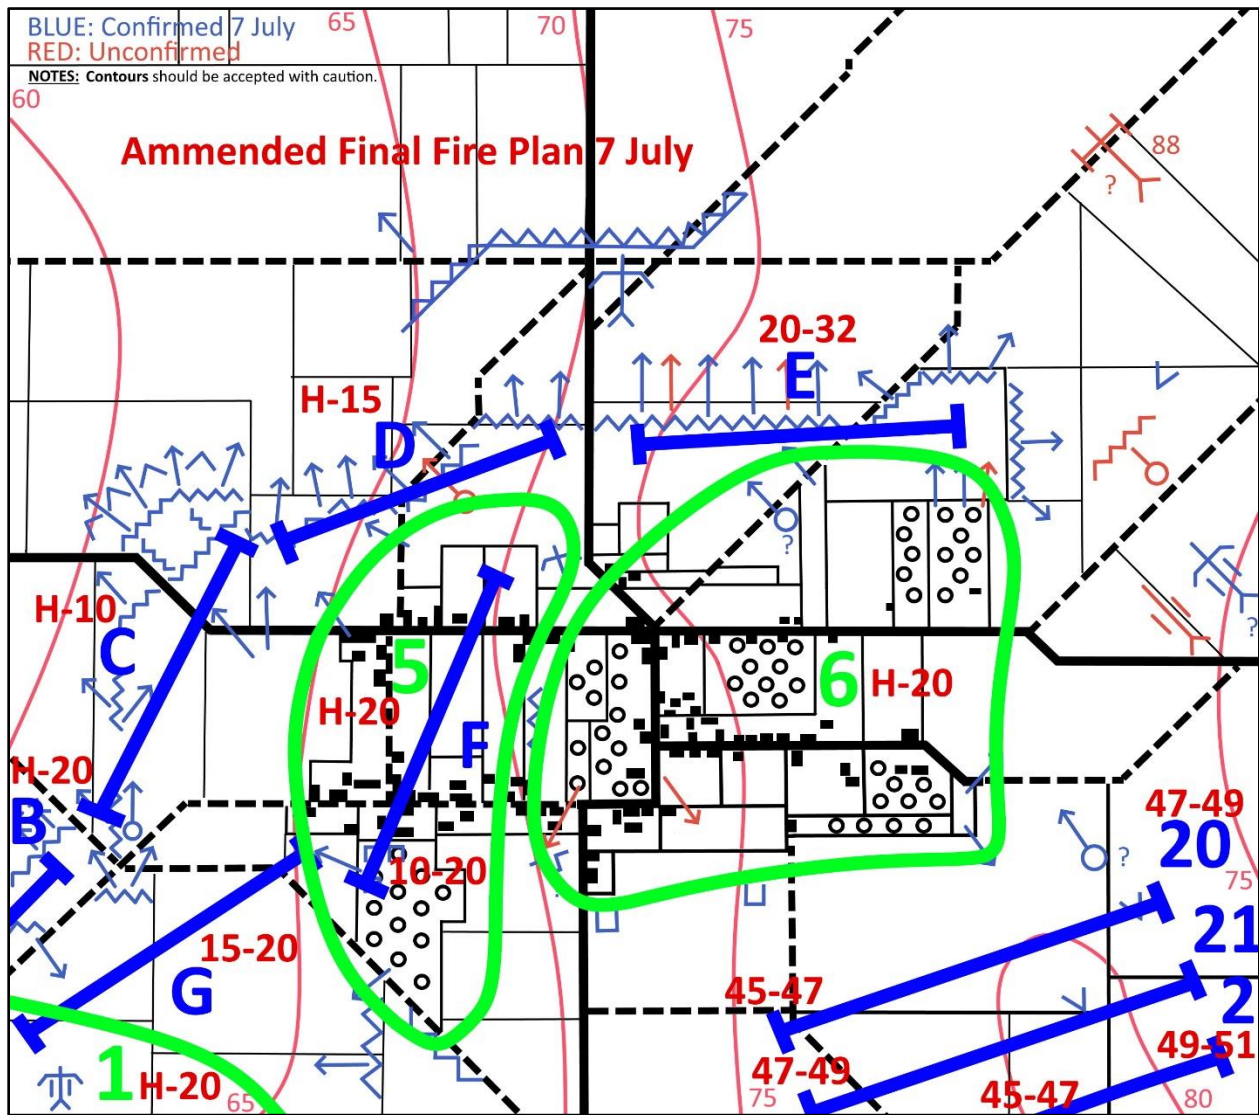 65
70
75
BLUE: Confirmed 7 July
RED: Unconfirmed
NOTES: Contours should be accepted with caution.
60
Ammended Final Fire Plan 7 July
88
?
20-32
E
H-15
D
?
H-10
C
?
5
6
H-20
H-20
F
H-20
B
47-49
20
?
10-20
75
15-20
21
G
45-47
2
1
H-20
65
47-49
75
45-47
49-51
80